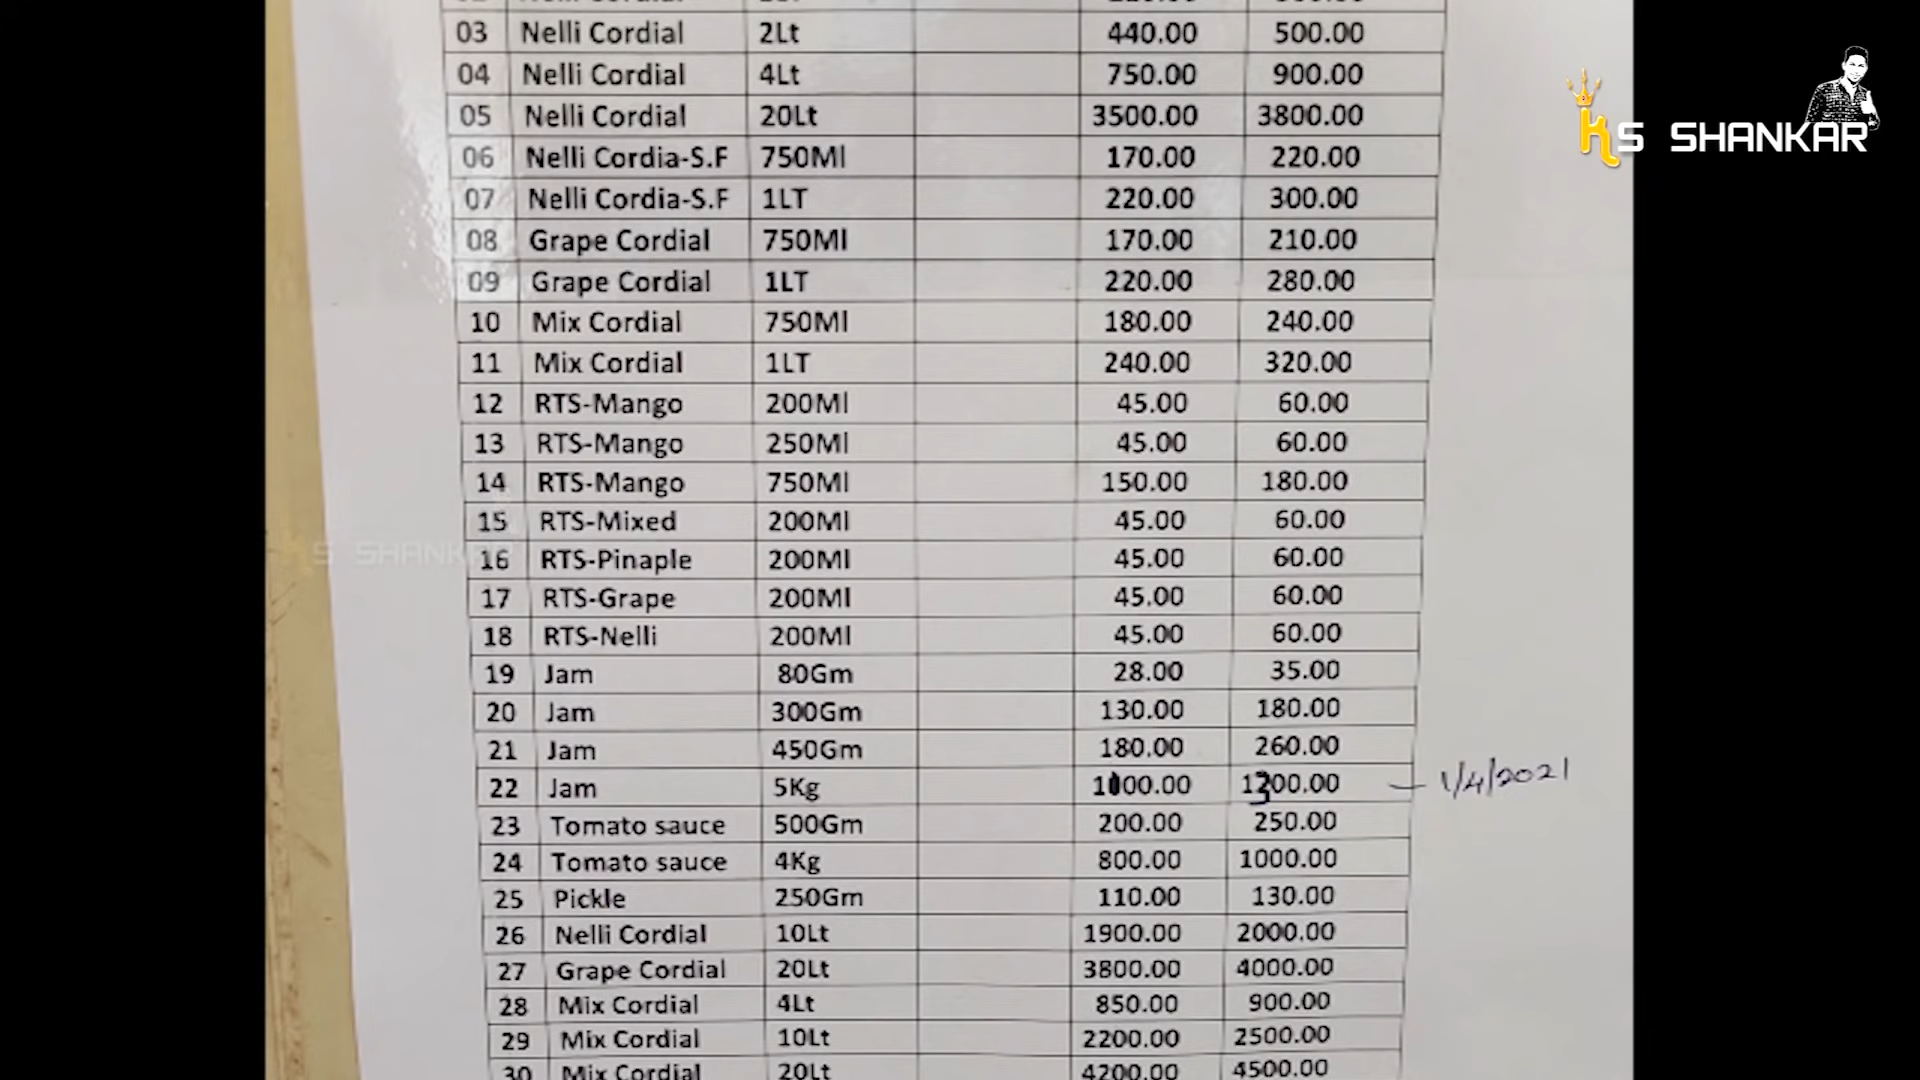 03 Nelli Cordial 2Lt 440.00 500.00
04 Nelli Cordial 4Lt 750.00 900.00
05 Nelli Cordial 20Lt 3500.00 3800.00
06 Nelli Cordia-S.F 750Ml 170.00 220.00
07 Nelli Cordia-S.F 1LT 220.00 300.00
08 Grape Cordial 750Ml 170.00 210.00
09 Grape Cordial 1LT 220.00 280.00
10 Mix Cordial 750Ml 180.00 240.00
11 Mix Cordial 1LT 240.00 320.00
12 RTS-Mango 200Ml 45.00 60.00
13 RTS-Mango 250Ml 45.00 60.00
14 RTS-Mango 750Ml 150.00 180.00
15 RTS-Mixed 200Ml 45.00 60.00
16 RTS-Pinaple 200Ml 45.00 60.00
17 RTS-Grape 200Ml 45.00 60.00
18 RTS-Nelli 200Ml 45.00 60.00
19 Jam 80Gm 28.00 35.00
20 Jam 300Gm 130.00 180.00
21 Jam 450Gm 180.00 260.00
22 Jam 5Kg 1100.00 1300.00 – 1/4/2021
23 Tomato sauce 500Gm 200.00 250.00
24 Tomato sauce 4Kg 800.00 1000.00
25 Pickle 250Gm 110.00 130.00
26 Nelli Cordial 10Lt 1900.00 2000.00
27 Grape Cordial 20Lt 3800.00 4000.00
28 Mix Cordial 4Lt 850.00 900.00
29 Mix Cordial 10Lt 2200.00 2500.00
30 Mix Cordial 20Lt 4200.00 4500.00
KS SHANKAR
KS SHANKAR